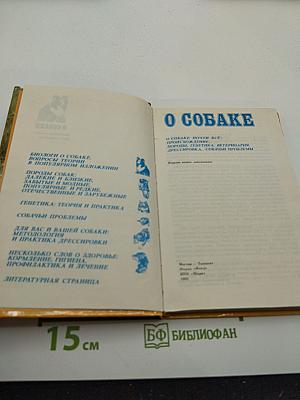 БИОЛОГИ О СОБАКЕ.
ВОПРОСЫ ТЕОРИИ
В ПОПУЛЯРНОМ ИЗЛОЖЕНИИ
ПОРОДЫ СОБАК:
ДАЛЕКИЕ И БЛИЗКИЕ,
ЗАБЫТЫЕ И МОДНЫЕ,
ПОПУЛЯРНЫЕ И РЕДКИЕ,
ОТЕЧЕСТВЕННЫЕ И ЗАРУБЕЖНЫЕ
ГЕНЕТИКА: ТЕОРИЯ И ПРАКТИКА
СОБАЧЬИ ПРОБЛЕМЫ
ДЛЯ ВАС И ВАШЕЙ СОБАКИ:
МЕТОДОЛОГИЯ
И ПРАКТИКА ДРЕССИРОВКИ
НЕСКОЛЬКО СЛОВ О ЗДОРОВЬЕ:
КОРМЛЕНИЕ, ГИГИЕНА,
ПРОФИЛАКТИКА И ЛЕЧЕНИЕ
ЛИТЕРАТУРНАЯ СТРАНИЦА
О СОБАКЕ
О СОБАКЕ ПОЧТИ ВСЁ:
ПРОИСХОЖДЕНИЕ,
ПОРОДЫ, ГЕНЕТИКА, ВЕТЕРИНАРИЯ
ДРЕССИРОВКА, СОБАЧЬИ ПРОБЛЕМЫ
15 см
БФ БИБЛИОФАН